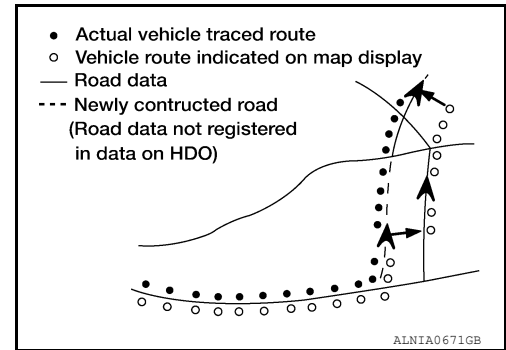 ● Actual vehicle traced route
○ Vehicle route indicated on map display
— Road data
--- Newly contructed road
(Road data not registered
in data on HDO)
ALNIA0671GB